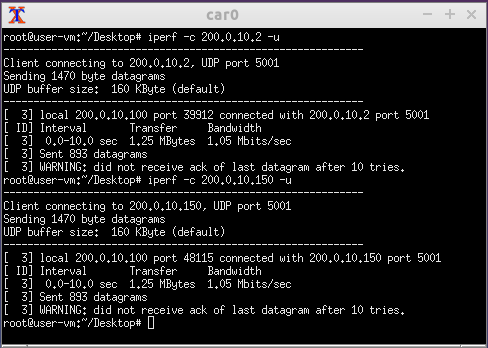 car0
root@user-vm:~/Desktop# iperf -c 200.0.10.2 -u
------------------------------------------------------------
Client connecting to 200.0.10.2, UDP port 5001
Sending 1470 byte datagrams
UDP buffer size:  160 KByte (default)
------------------------------------------------------------
[  3] local 200.0.10.100 port 39912 connected with 200.0.10.2 port 5001
[ ID] Interval       Transfer     Bandwidth
[  3]  0.0-10.0 sec  1.25 MBytes  1.05 Mbits/sec
[  3] Sent 893 datagrams
[  3] WARNING: did not receive ack of last datagram after 10 tries.
root@user-vm:~/Desktop# iperf -c 200.0.10.150 -u
------------------------------------------------------------
Client connecting to 200.0.10.150, UDP port 5001
Sending 1470 byte datagrams
UDP buffer size:  160 KByte (default)
------------------------------------------------------------
[  3] local 200.0.10.100 port 48115 connected with 200.0.10.150 port 5001
[ ID] Interval       Transfer     Bandwidth
[  3]  0.0-10.0 sec  1.25 MBytes  1.05 Mbits/sec
[  3] Sent 893 datagrams
[  3] WARNING: did not receive ack of last datagram after 10 tries.
root@user-vm:~/Desktop#